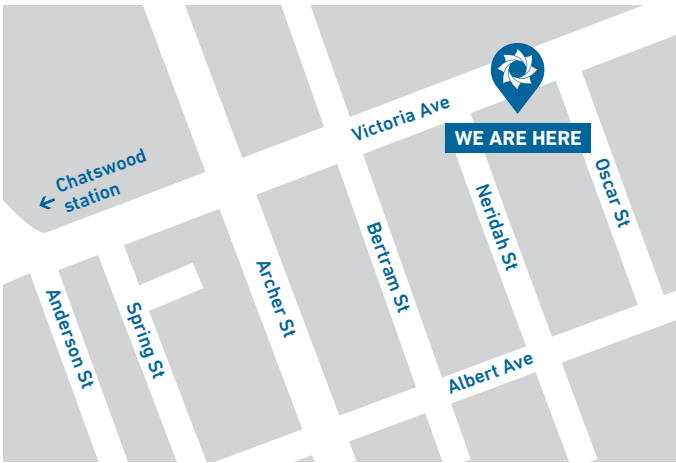 Victoria Ave
WE ARE HERE
Chatswood
station
Oscar St
Neridah St
Bertram St
Archer St
Anderson St
Spring St
Albert Ave